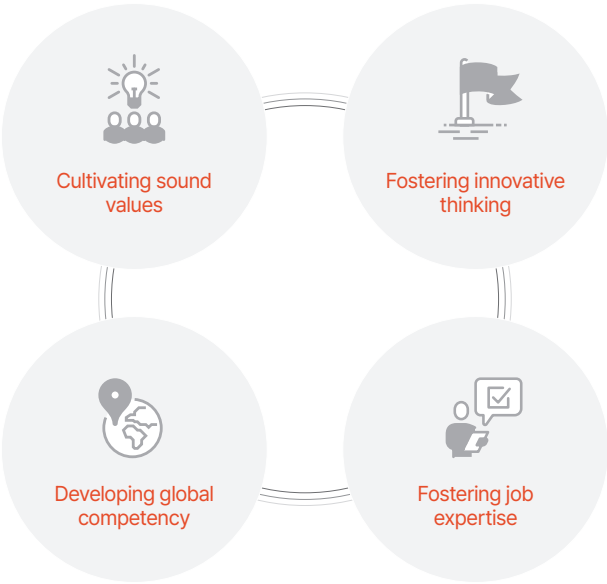 Cultivating sound
values
Fostering innovative
thinking
Developing global
competency
Fostering job
expertise